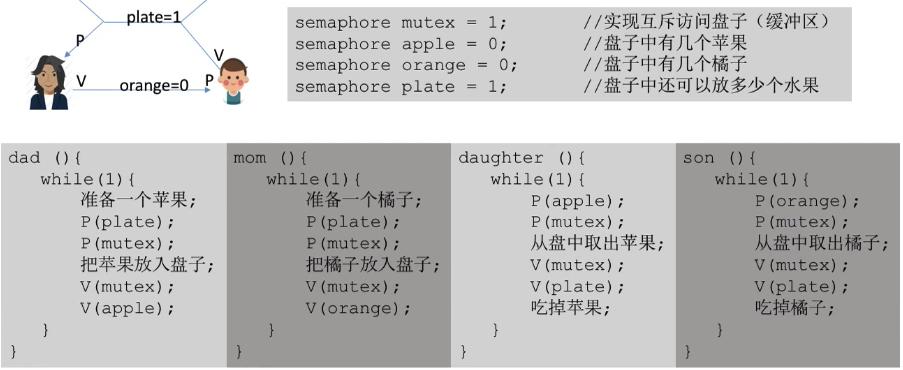 plate=1
P
V
V
orange=0
P
semaphore mutex = 1; //实现互斥访问盘子（缓冲区）
semaphore apple = 0; //盘子中有几个苹果
semaphore orange = 0; //盘子中有几个橘子
semaphore plate = 1; //盘子中还可以放多少个水果
dad (){
while(1){
准备一个苹果;
P(plate);
P(mutex);
把苹果放入盘子;
V(mutex);
V(apple);
}
}
mom (){
while(1){
准备一个橘子;
P(plate);
P(mutex);
把橘子放入盘子;
V(mutex);
V(orange);
}
}
daughter (){
while(1){
P(apple);
P(mutex);
从盘中取出苹果;
V(mutex);
V(plate);
吃掉苹果;
}
}
son (){
while(1){
P(orange);
P(mutex);
从盘中取出橘子;
V(mutex);
V(plate);
吃掉橘子;
}
}